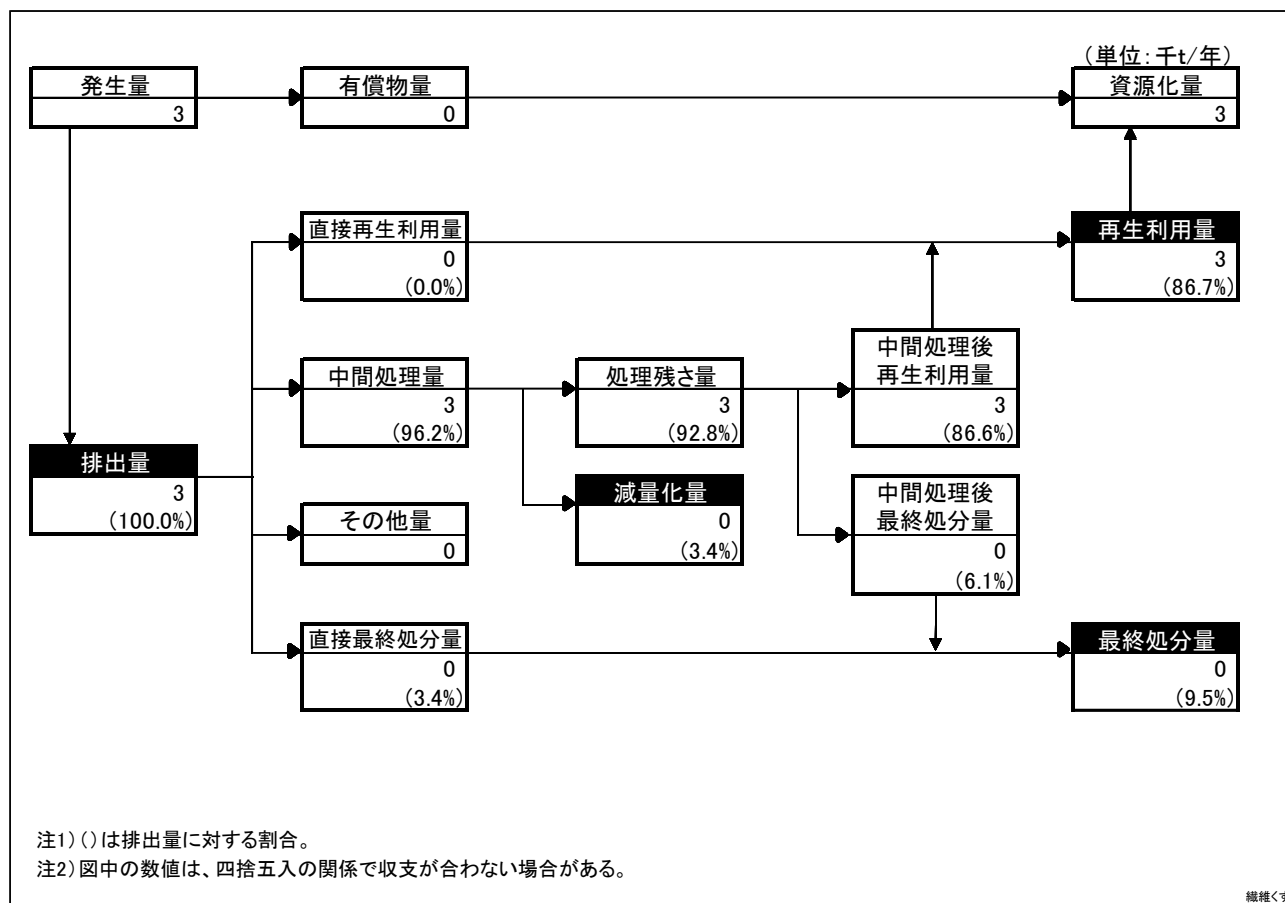 (単位:千t/年)
発生量
3
有償物量
0
資源化量
3
直接再生利用量
0
(0.0%)
再生利用量
3
(86.7%)
中間処理量
3
(96.2%)
処理残さ量
3
(92.8%)
中間処理後
再生利用量
3
(86.6%)
排出量
3
(100.0%)
減量化量
0
(3.4%)
中間処理後
最終処分量
0
(6.1%)
その他量
0
直接最終処分量
0
(3.4%)
最終処分量
0
(9.5%)
注1)()は排出量に対する割合。
注2)図中の数値は、四捨五入の関係で収支が合わない場合がある。
繊維くず